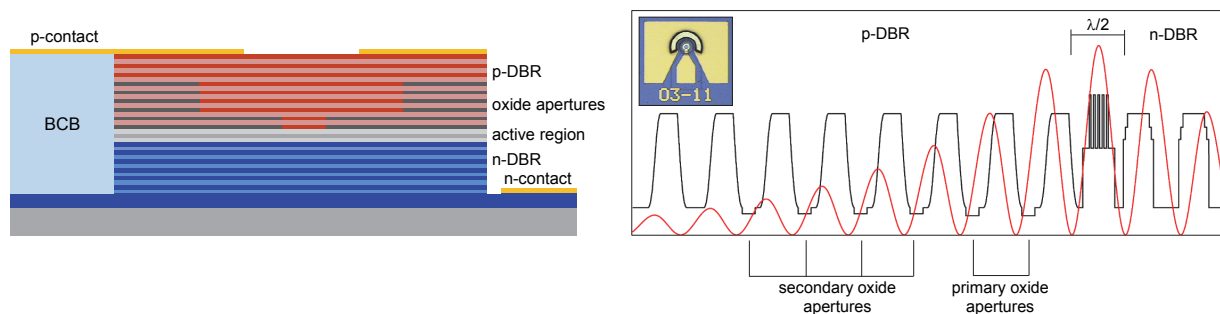 p-contact
p-DBR
oxide apertures
BCB
active region
n-DBR
n-contact
03-11
p-DBR
λ/2
n-DBR
secondary oxide
apertures
primary oxide
apertures